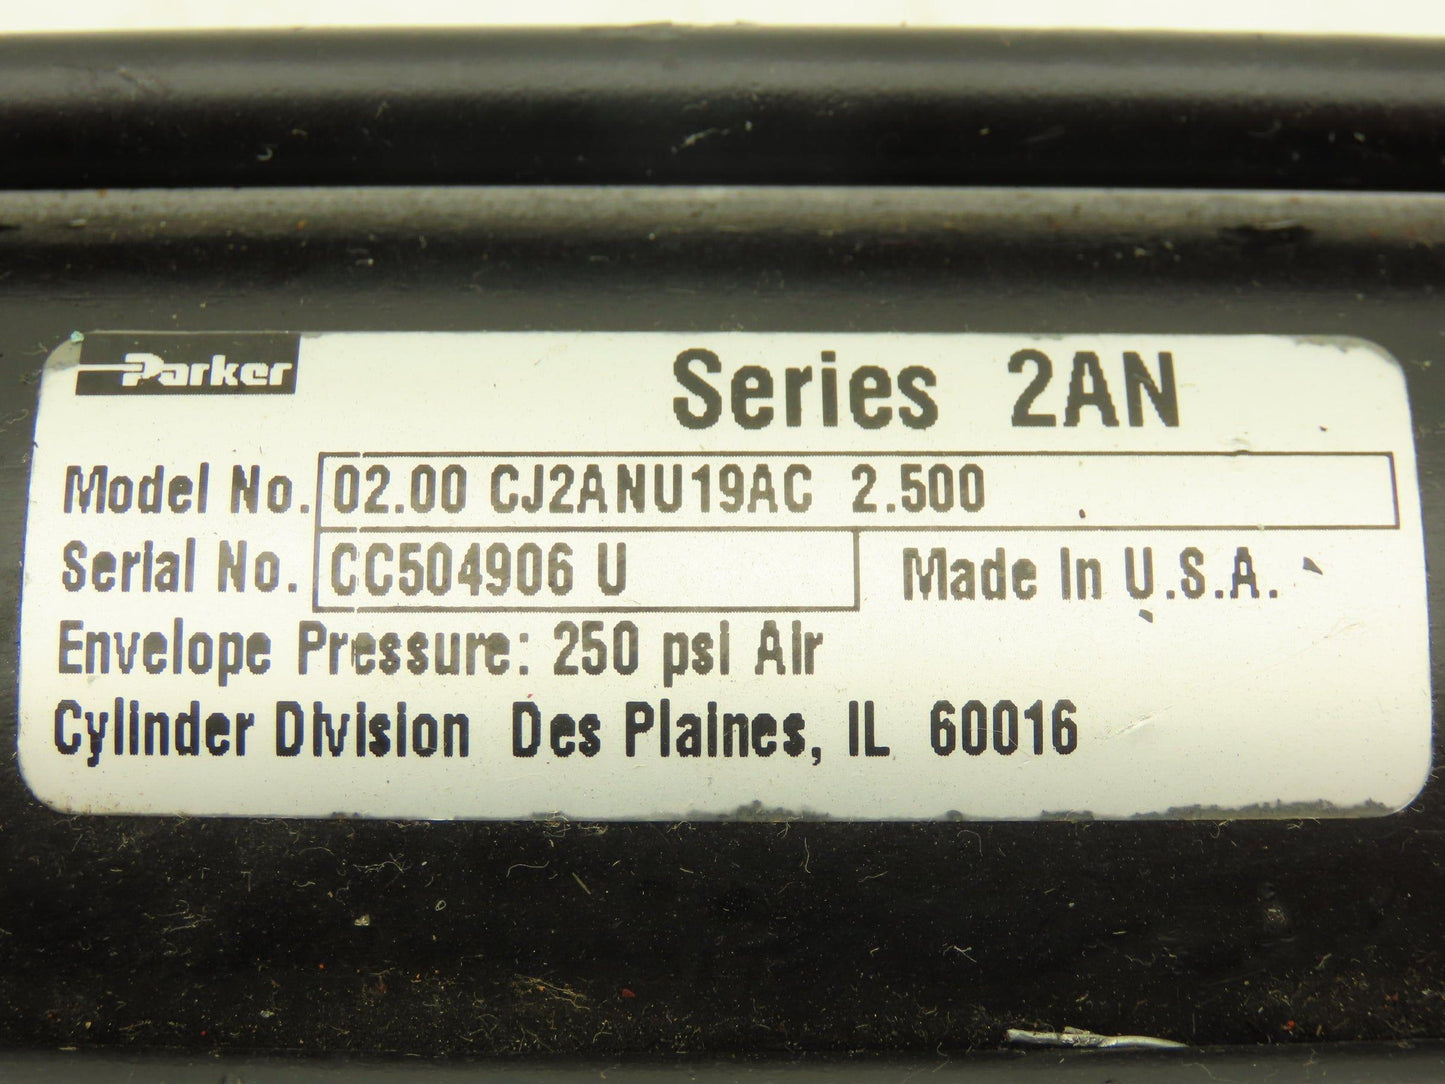 Parker
Series 2AN
Model No. 02.00 CJ2ANU19AC 2.500
Serial No. CC504906 U Made In U.S.A.
Envelope Pressure: 250 psi Air
Cylinder Division Des Plaines, IL 60016